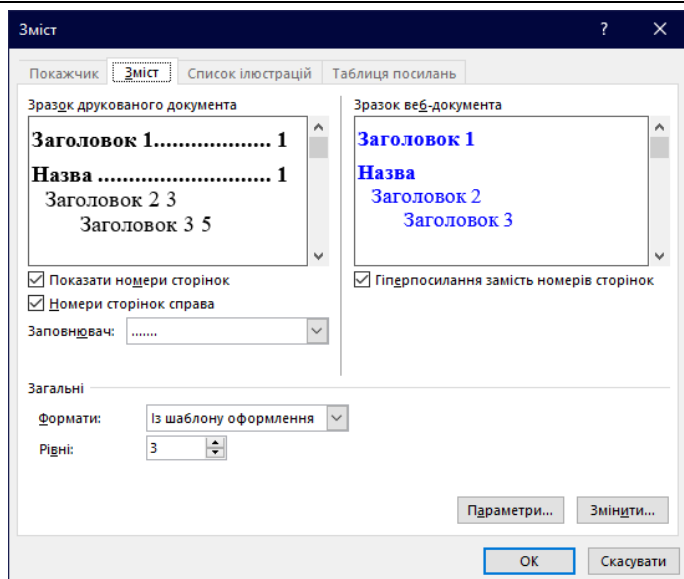 Зміст ? ×
Покажчик Зміст Список ілюстрацій Таблиця посилань
Зразок друкованого документа
Заголовок 1................... 1
Назва ............................ 1
Заголовок 2 3
Заголовок 3 5
Показати номери сторінок
Номери сторінок справа
Заповнювач: .......
Зразок веб-документа
Заголовок 1
Назва
Заголовок 2
Заголовок 3
Гіперпосилання замість номерів сторінок
Загальні
Формати: Із шаблону оформлення
Рівні: 3
Параметри... Змінити...
ОК Скасувати